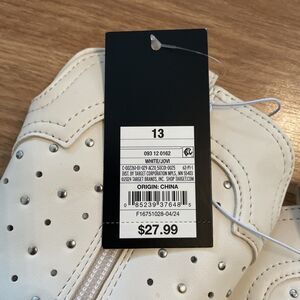 13
093 12 0162
WHITE/JOVI
DIST. BY TARGET CORPORATION MPLS., MN 55403
©2024 TARGET BRANDS, INC. SHOP TARGET.COM
ORIGIN: CHINA
0 85239 37648 5
F16751028-04/24
$27.99